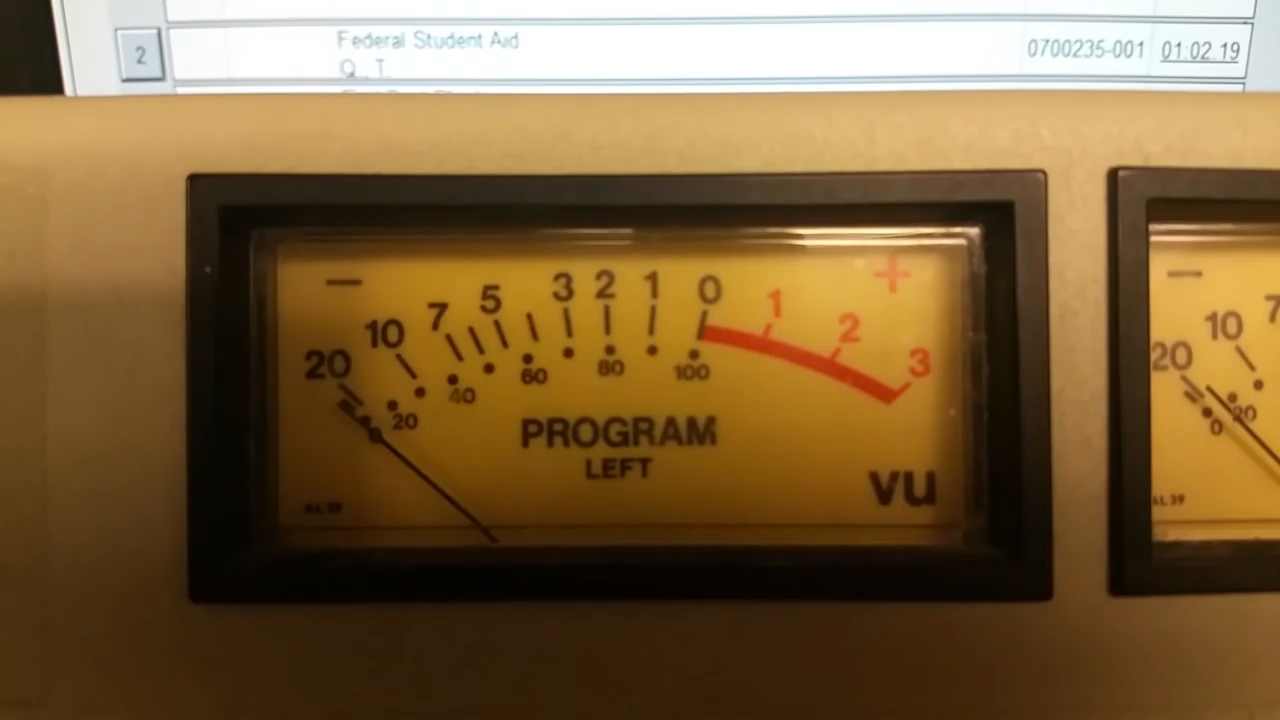 2
Federal Student Aid
0700235-001 01:02.19
Q_T.
− +
20 10 7 5 3 2 1 0 1 2 3
20 40 60 80 100
PROGRAM
LEFT
VU
− 
20 10 7
0 20